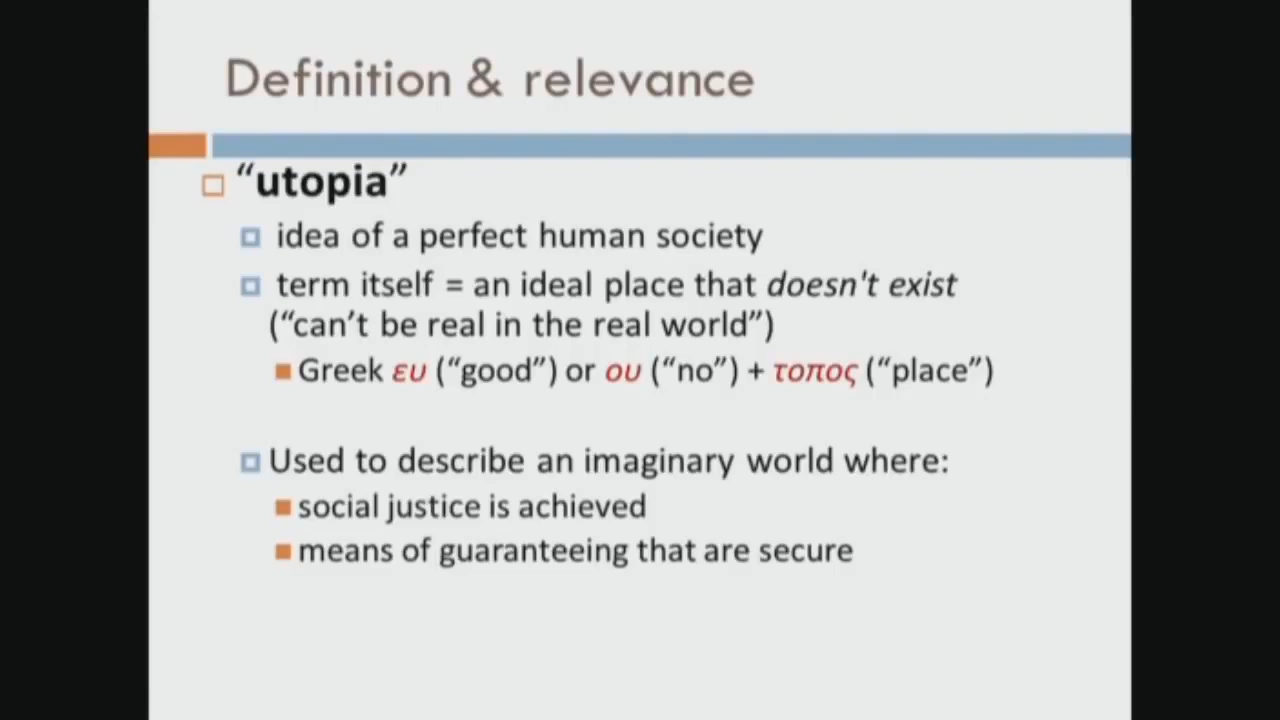 Definition & relevance
“utopia”
idea of a perfect human society
term itself = an ideal place that doesn't exist
(“can’t be real in the real world”)
Greek ευ (“good”) or ου (“no”) + τοπος (“place”)
Used to describe an imaginary world where:
social justice is achieved
means of guaranteeing that are secure